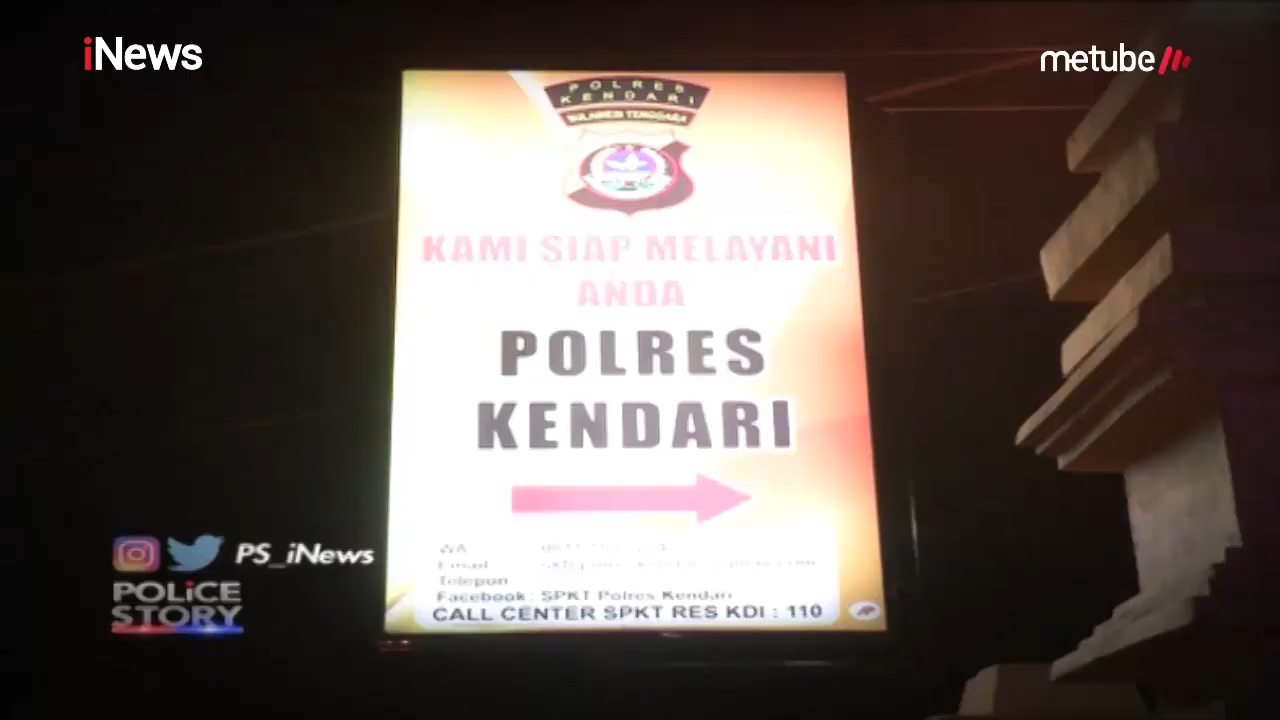 iNews
metube
POLRES
KENDARI
SULAWESI TENGGARA
KAMI SIAP MELAYANI
ANDA
POLRES
KENDARI
WA
Email
Telepon
Facebook : SPKT Polres Kendari
CALL CENTER SPKT RES KDI : 110
PS_iNews
POLiCE
STORY